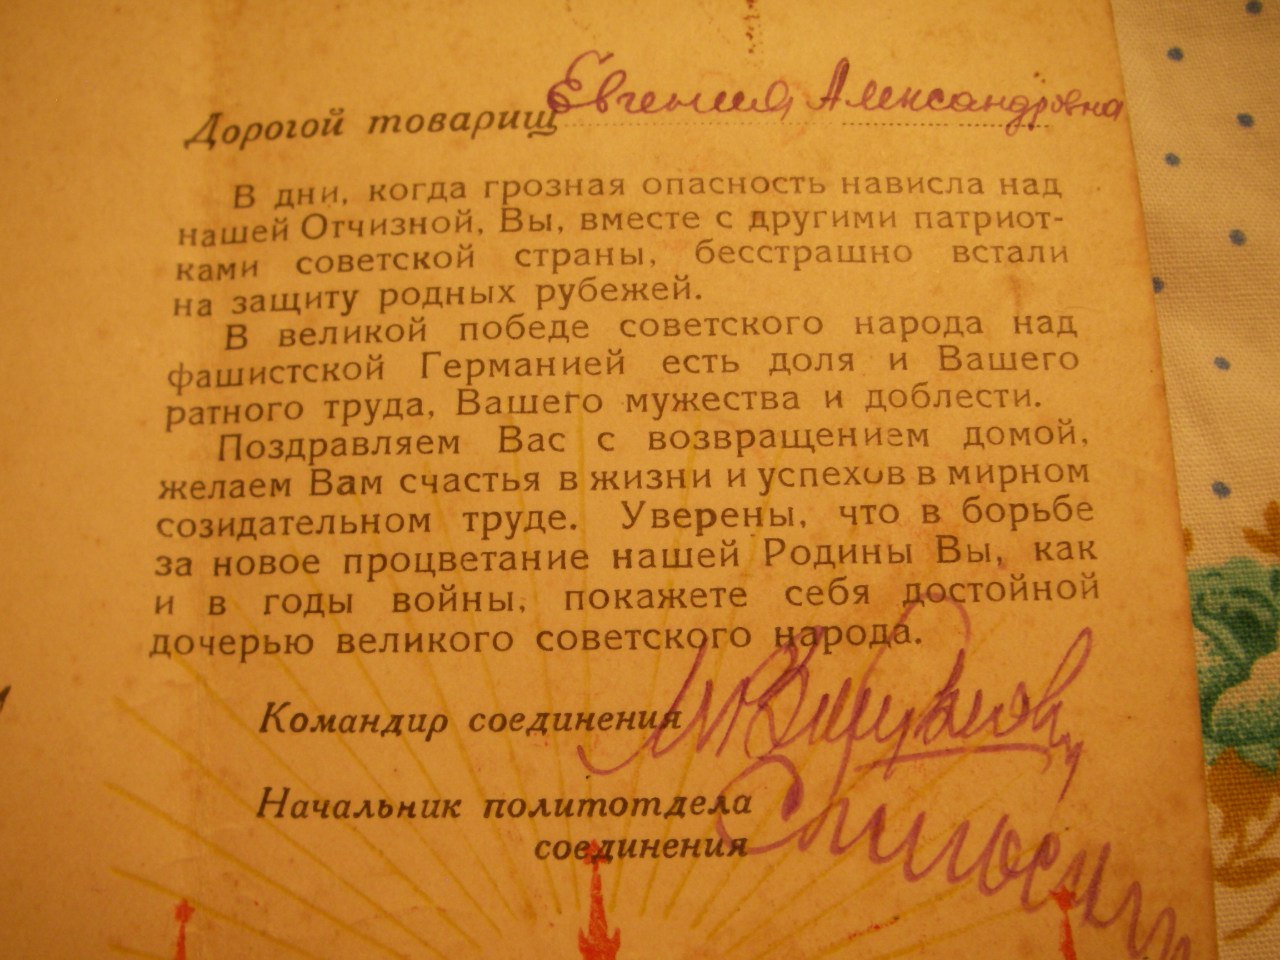 Дорогой товарищ Евгения Александровна
В дни, когда грозная опасность нависла над
нашей Отчизной, Вы, вместе с другими патриот-
ками советской страны, бесстрашно встали
на защиту родных рубежей.
В великой победе советского народа над
фашистской Германией есть доля и Вашего
ратного труда, Вашего мужества и доблести.
Поздравляем Вас с возвращением домой,
желаем Вам счастья в жизни и успехов в мирном
созидательном труде. Уверены, что в борьбе
за новое процветание нашей Родины Вы, как
и в годы войны, покажете себя достойной
дочерью великого советского народа.
Командир соединения
Начальник политотдела
соединения